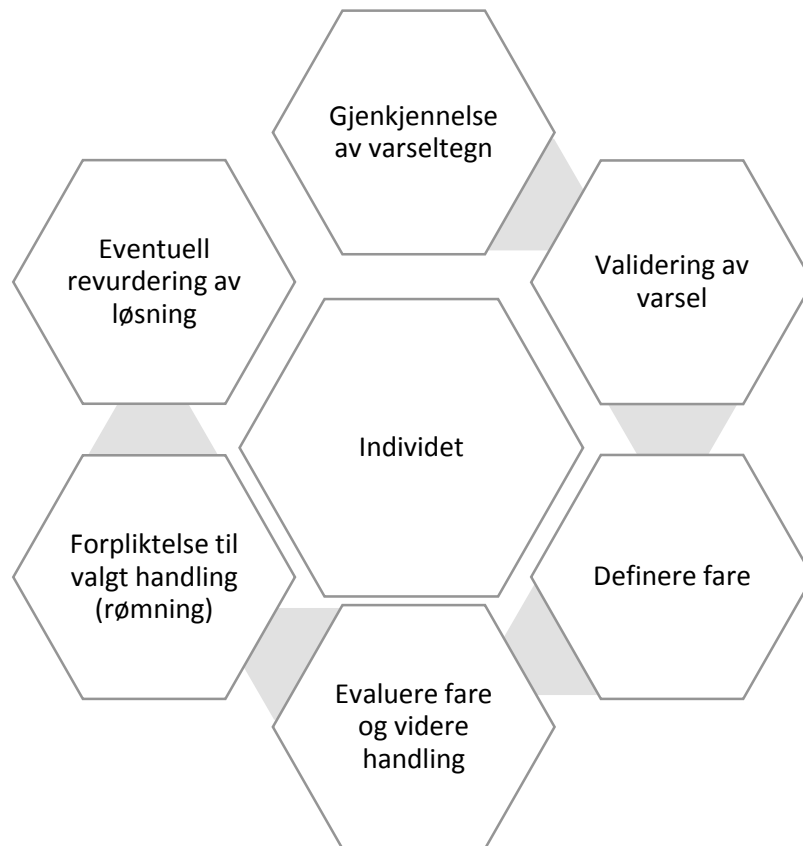 Gjenkjennelse
av varseltegn
Validering av
varsel
Definere fare
Evaluere fare
og videre
handling
Forpliktelse til
valgt handling
(rømning)
Eventuell
revurdering av
løsning
Individet